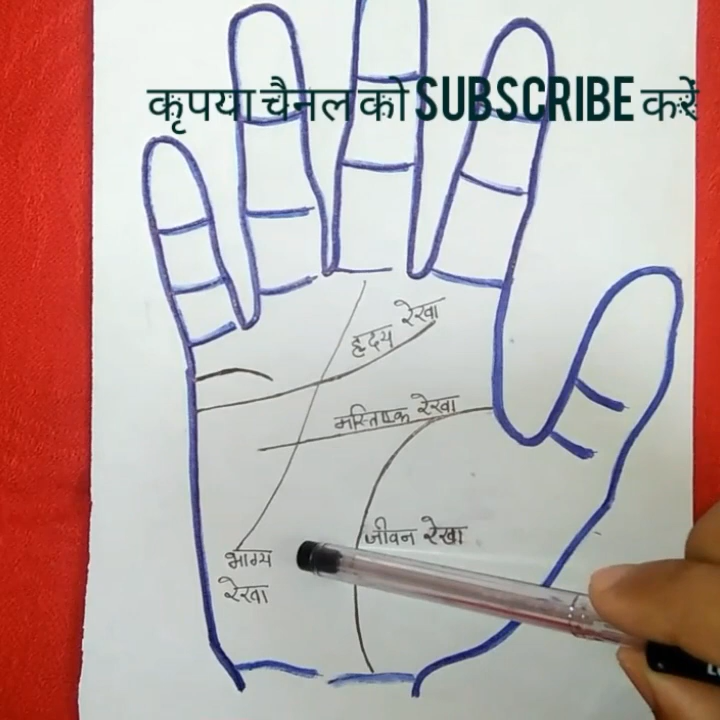 कृपया चैनल को SUBSCRIBE करें
हृदय रेखा
मस्तिष्क रेखा
जीवन रेखा
भाग्य
रेखा